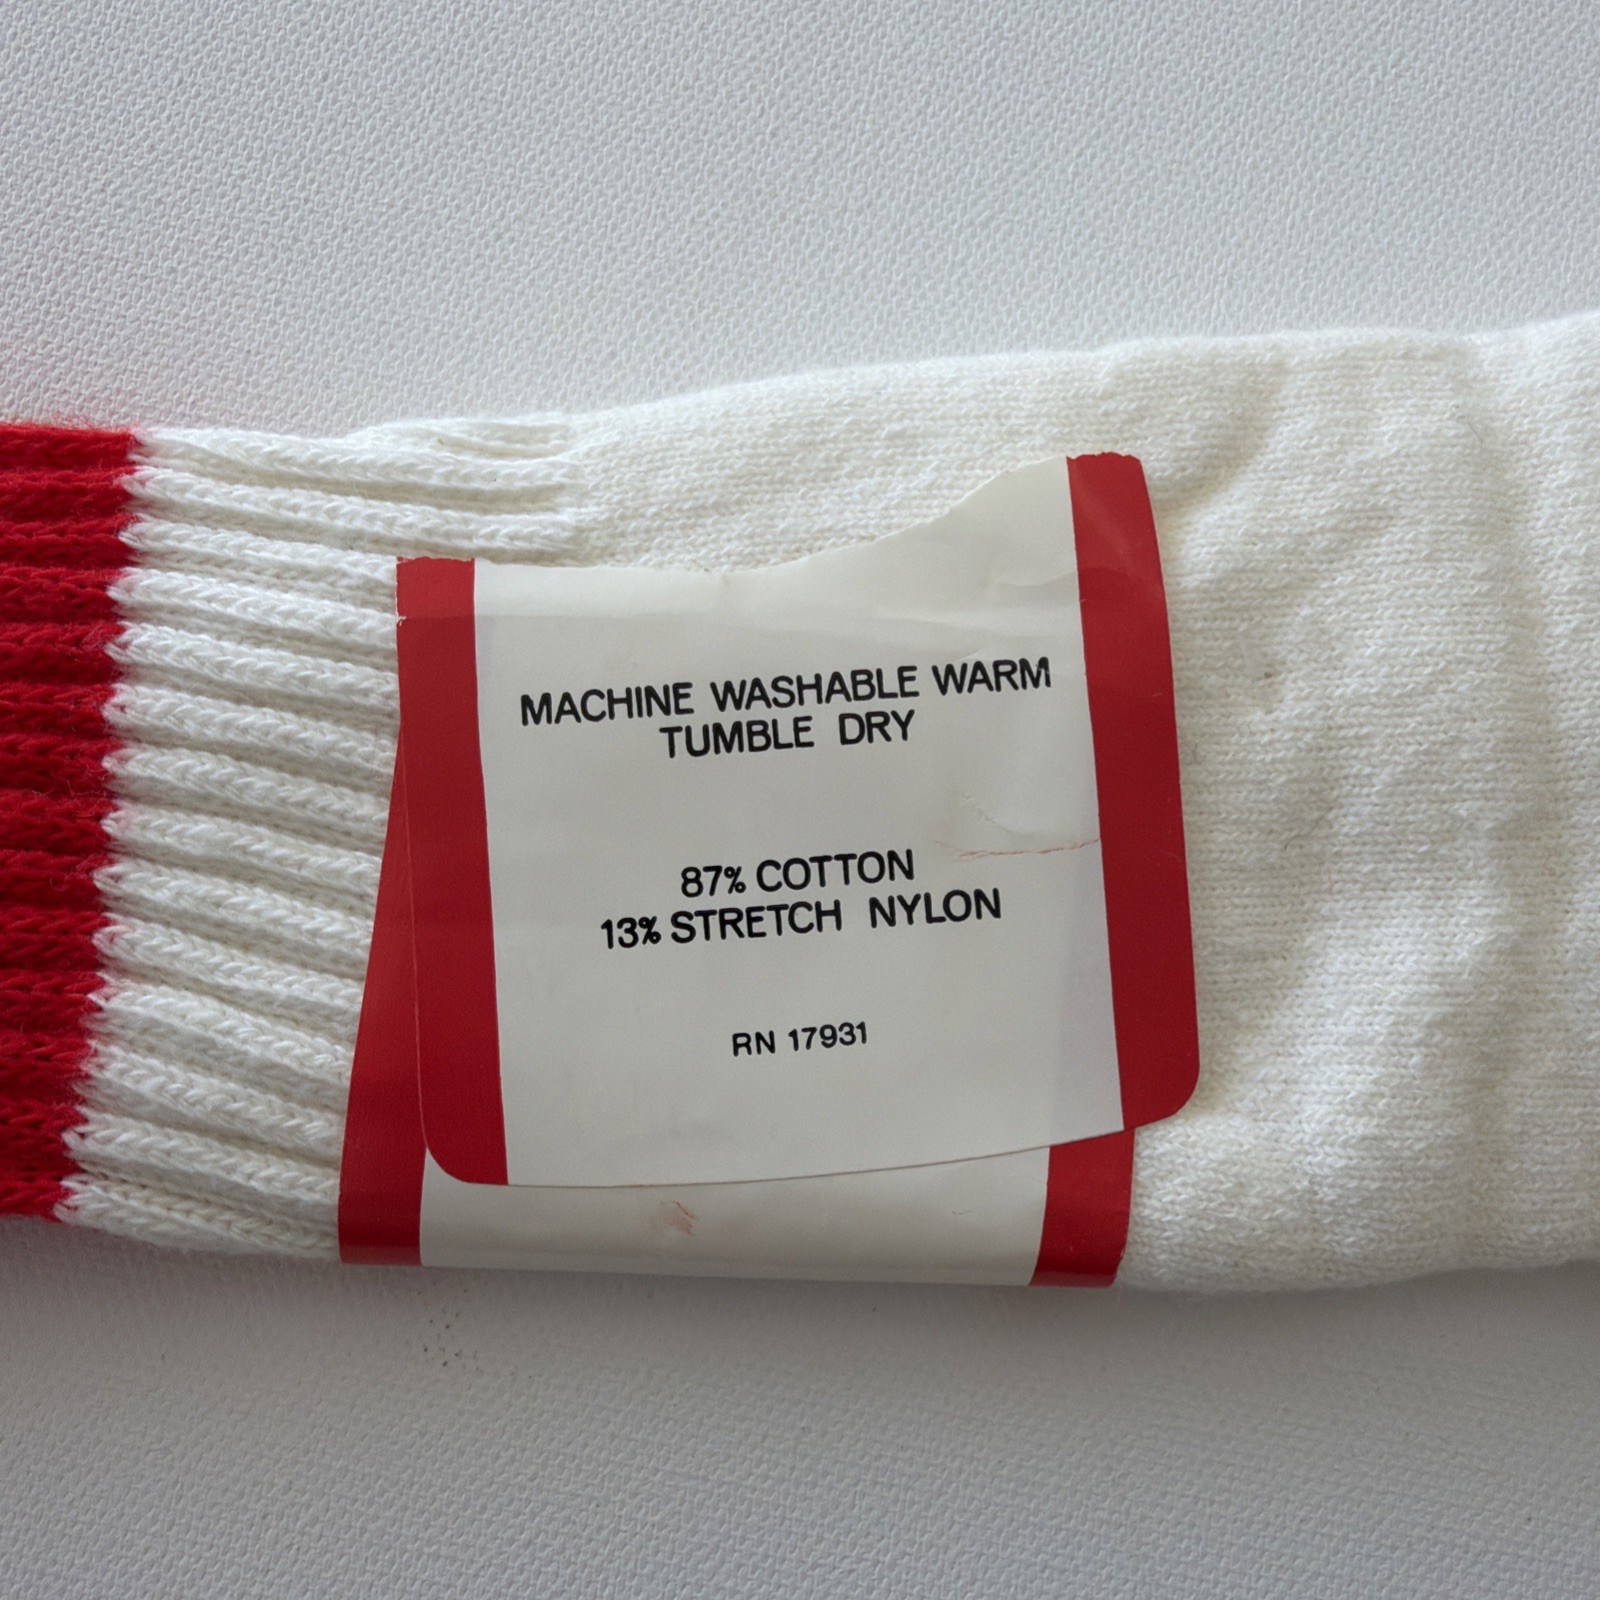 MACHINE WASHABLE WARM
TUMBLE DRY
87% COTTON
13% STRETCH NYLON
RN 17931